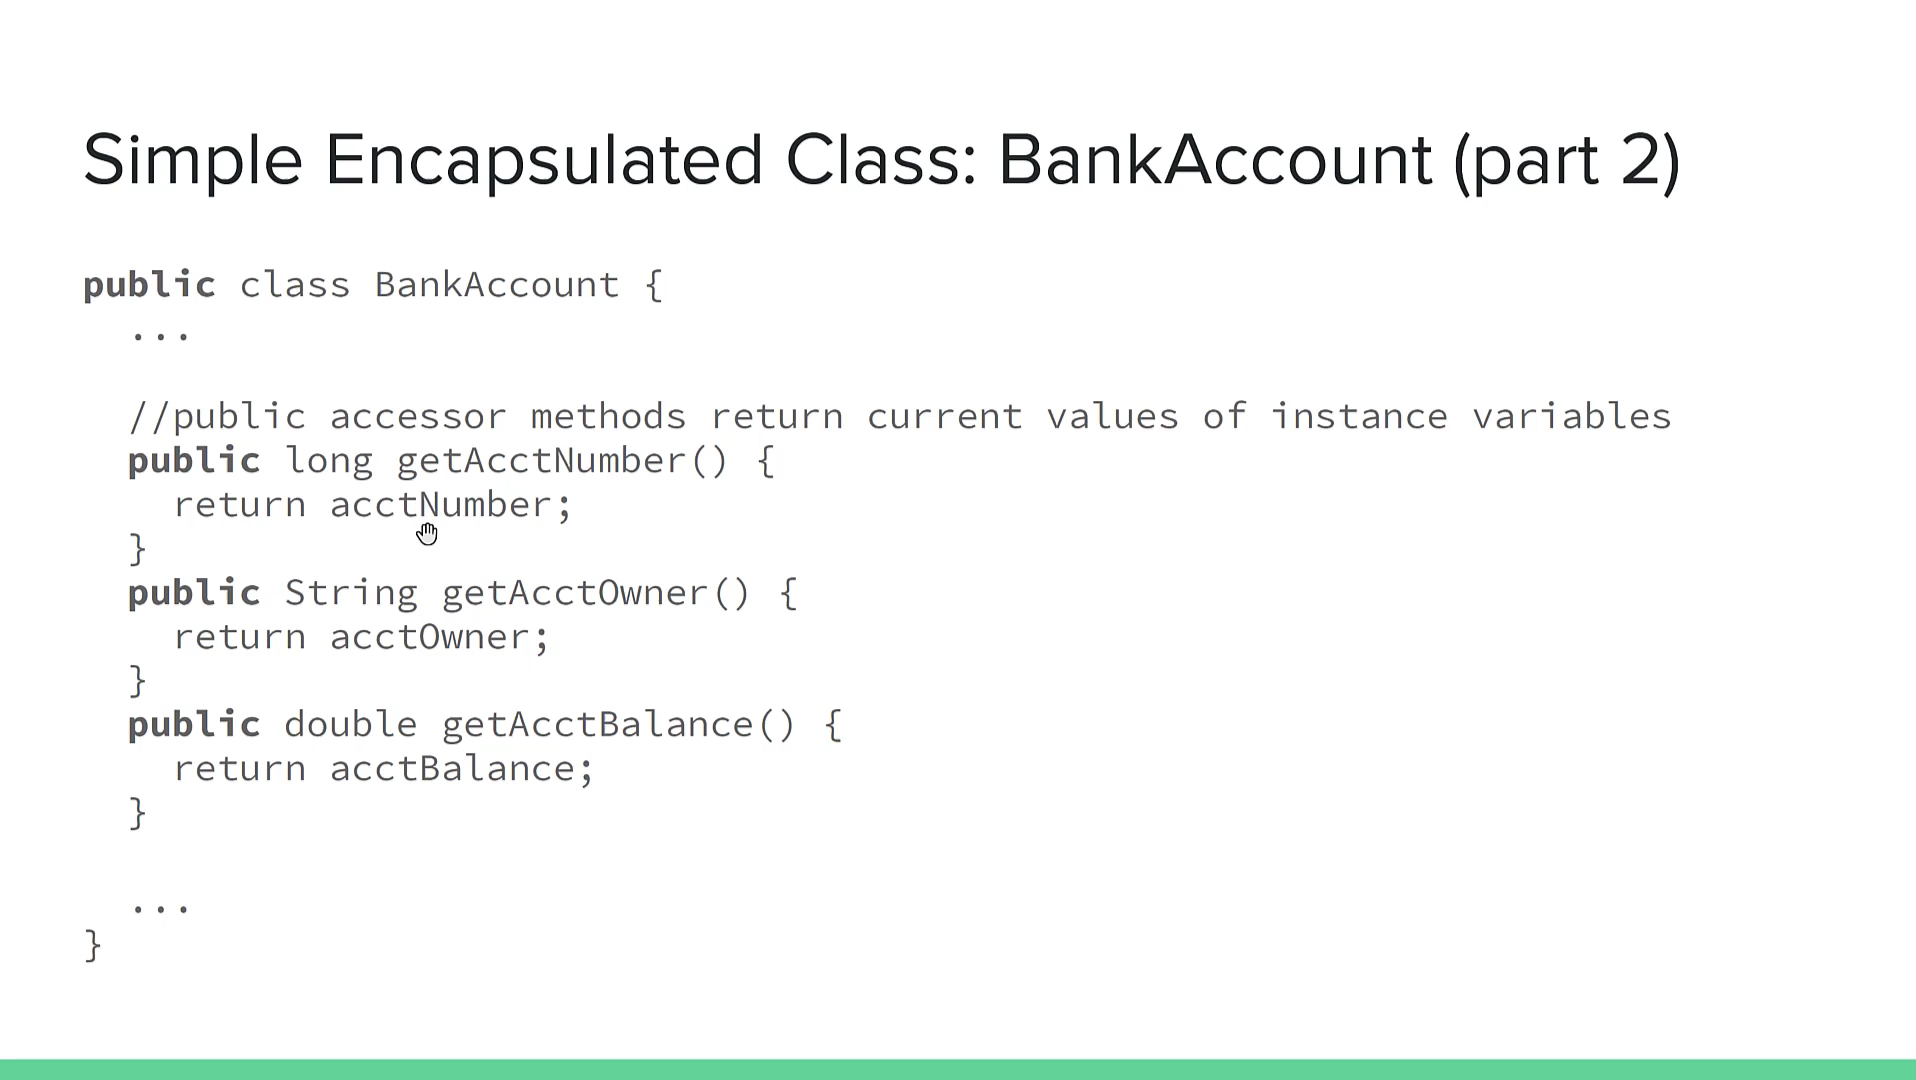 Simple Encapsulated Class: BankAccount (part 2)
public class BankAccount {
...
//public accessor methods return current values of instance variables
public long getAcctNumber() {
return acctNumber;
}
public String getAcctOwner() {
return acctOwner;
}
public double getAcctBalance() {
return acctBalance;
}
...
}